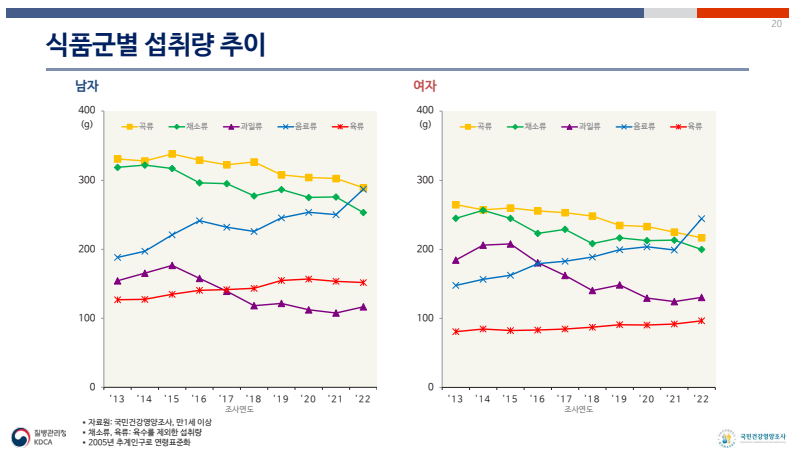 20
식품군별 섭취량 추이
남자
여자
400
(g)
300
200
100
0
곡류 채소류 과일류 음료류 육류
'13 '14 '15 '16 '17 '18 '19 '20 '21 '22
조사연도
400
(g)
300
200
100
0
곡류 채소류 과일류 음료류 육류
'13 '14 '15 '16 '17 '18 '19 '20 '21 '22
조사연도
• 자료원: 국민건강영양조사, 만1세 이상
• 채소류, 육류: 육수를 제외한 섭취량
• 2005년 추계인구로 연령표준화
질병관리청
KDCA
국민건강영양조사